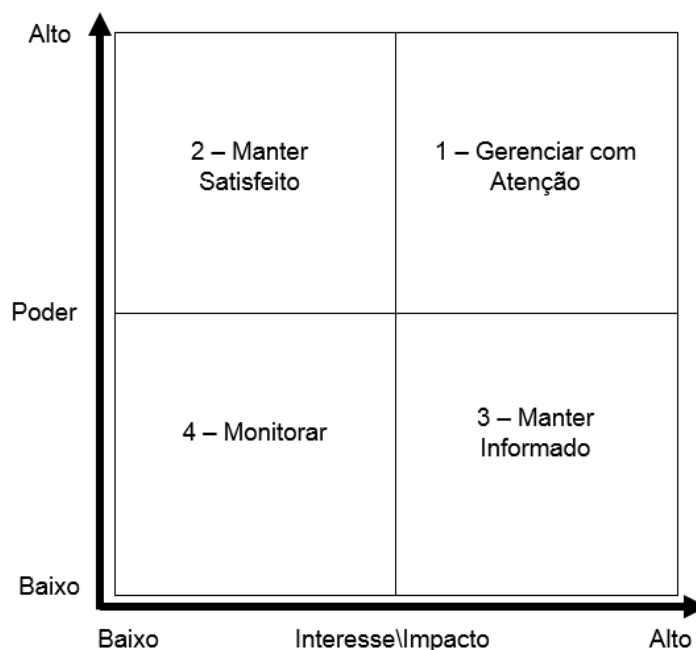 Alto
2 – Manter
Satisfeito
1 – Gerenciar com
Atenção
Poder
4 – Monitorar
3 – Manter
Informado
Baixo
Baixo
Interesse\Impacto
Alto